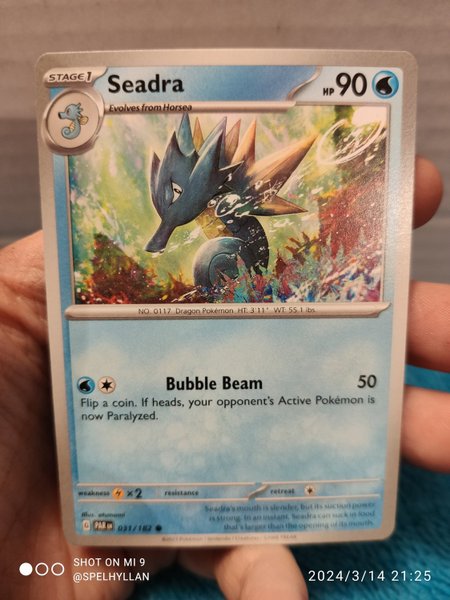 STAGE 1
Seadra
HP 90
Evolves from Horsea
NO. 0117 Dragon Pokémon HT: 3'11" WT: 55.1 lbs
Bubble Beam 50
Flip a coin. If heads, your opponent's Active Pokémon is
now Paralyzed.
weakness ×2 resistance retreat
Illus.
Seadra's mouth is slender, but its suction power
is strong. In an instant, Seadra can suck in food
that's larger than the opening of its mouth.
G PAR EN 031/182
SHOT ON MI 9
@SPELHYLLAN
2024/3/14 21:25